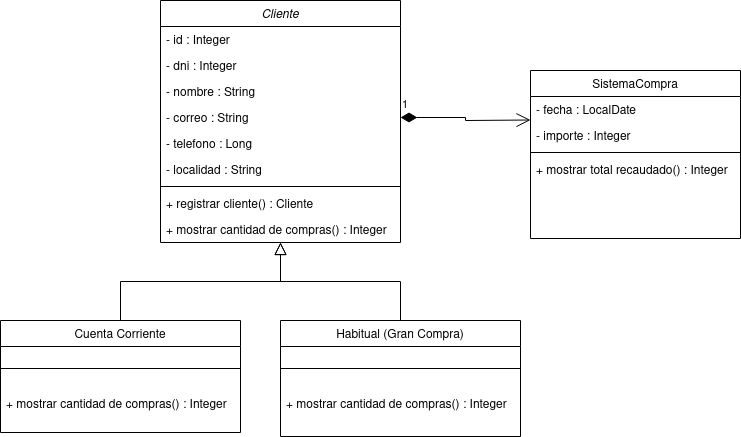 Cliente
- id : Integer
- dni : Integer
- nombre : String
- correo : String
- telefono : Long
- localidad : String
+ registrar cliente() : Cliente
+ mostrar cantidad de compras() : Integer
1
SistemaCompra
- fecha : LocalDate
- importe : Integer
+ mostrar total recaudado() : Integer
Cuenta Corriente
+ mostrar cantidad de compras() : Integer
Habitual (Gran Compra)
+ mostrar cantidad de compras() : Integer